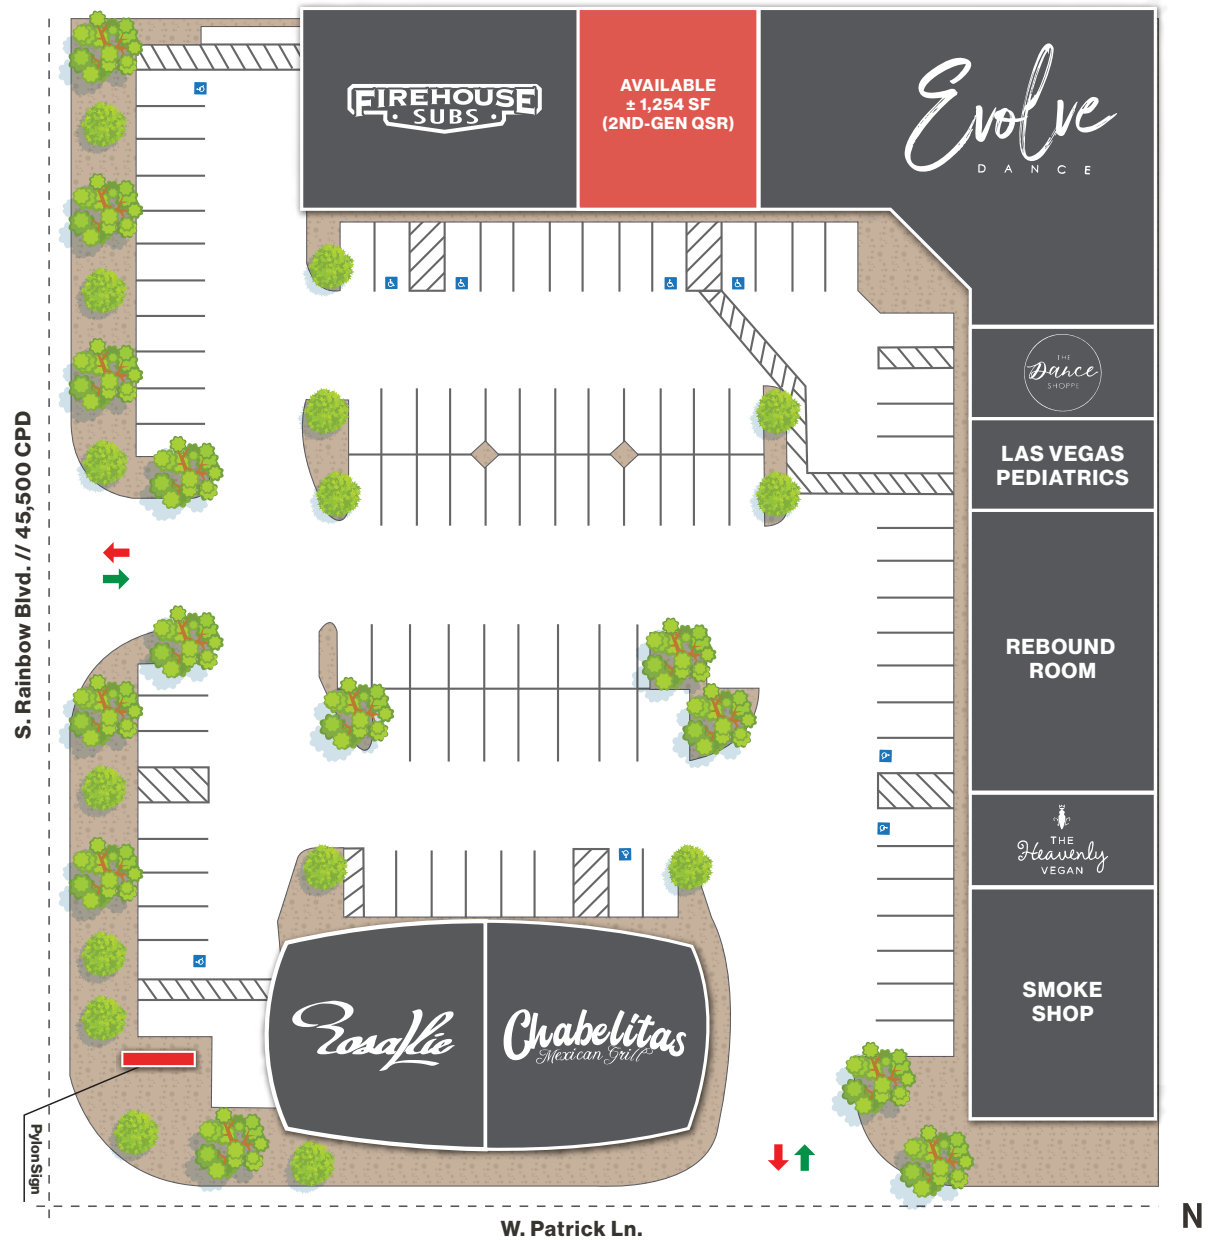 FIREHOUSE
SUBS
AVAILABLE
± 1,254 SF
(2ND-GEN QSR)
Evolve
DANCE
THE
Dance
SHOPPE
LAS VEGAS
PEDIATRICS
REBOUND
ROOM
THE
Heavenly
VEGAN
SMOKE
SHOP
S. Rainbow Blvd. // 45,500 CPD
RosaLie
Chabelitas
Mexican Grill
Pylon Sign
W. Patrick Ln.
N